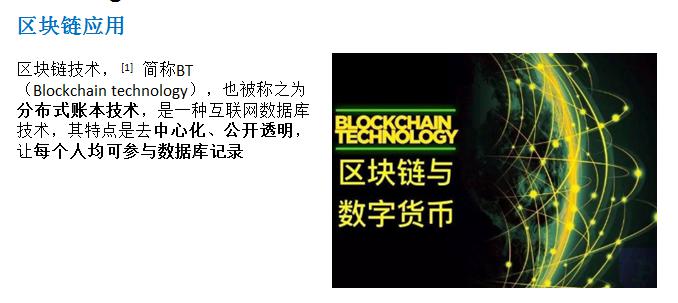 区块链应用
区块链技术，[1] 简称BT
（Blockchain technology），也被称之为
分布式账本技术，是一种互联网数据库
技术，其特点是去中心化、公开透明，
让每个人均可参与数据库记录
BLOCKCHAIN
TECHNOLOGY
区块链与
数字货币